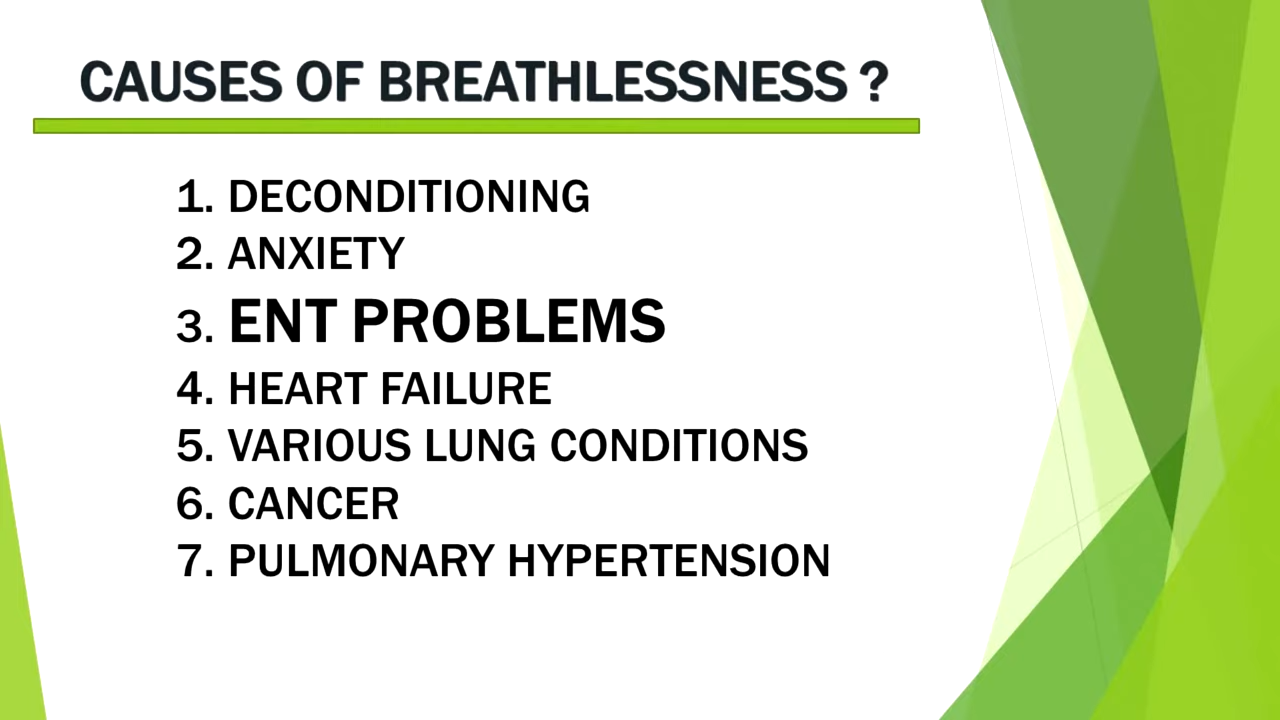 CAUSES OF BREATHLESSNESS ?
1. DECONDITIONING
2. ANXIETY
3. ENT PROBLEMS
4. HEART FAILURE
5. VARIOUS LUNG CONDITIONS
6. CANCER
7. PULMONARY HYPERTENSION